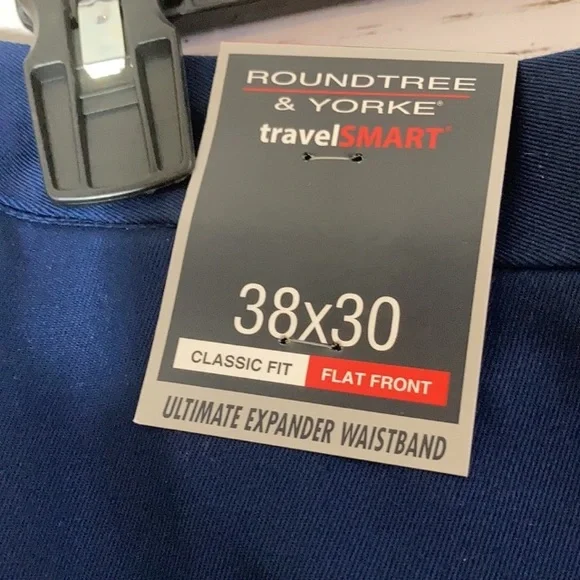 ROUNDTREE
& YORKE®
travelSMART®
38x30
CLASSIC FIT FLAT FRONT
ULTIMATE EXPANDER WAISTBAND